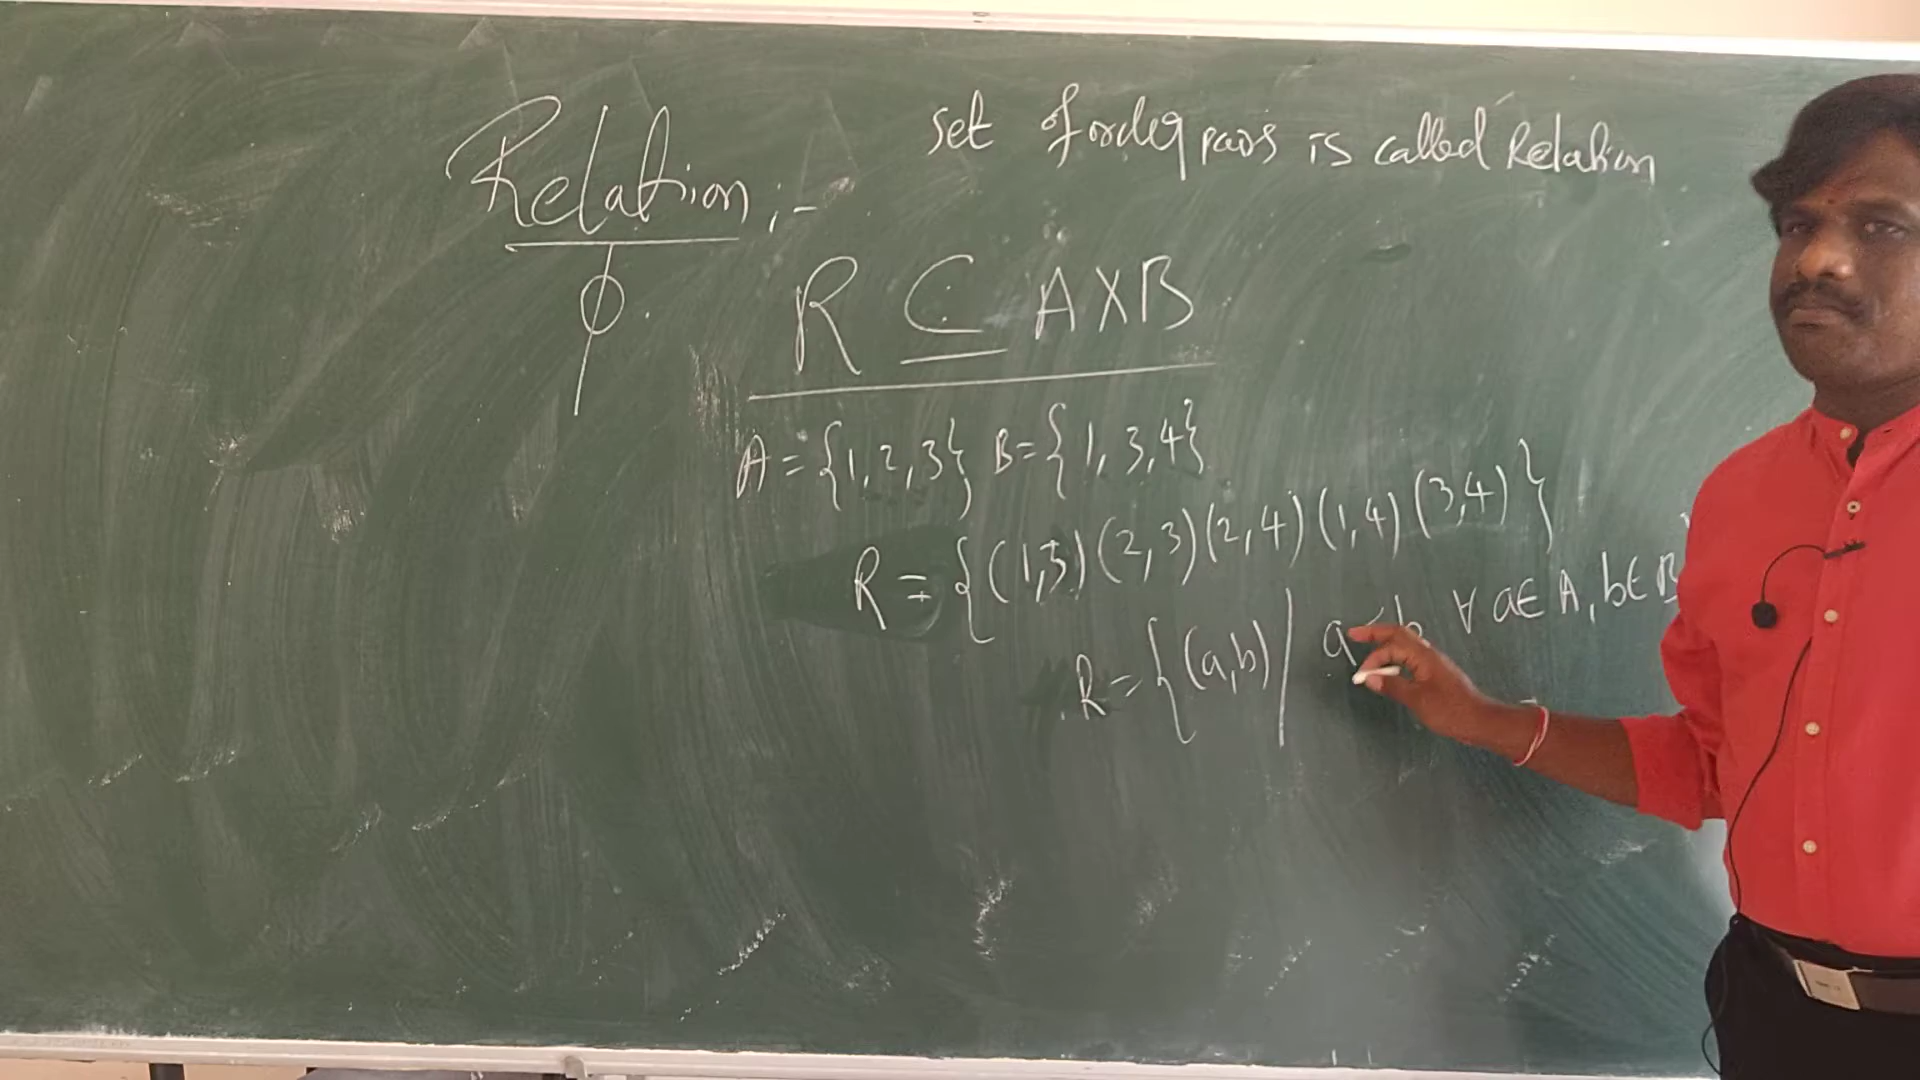 Relation :-
set of order pairs is called Relation
ϕ.
R ⊆ A X B
A = {1, 2, 3}, B = {1, 3, 4}
R = {(1,3) (2,3) (2,4) (1,4) (3,4)}
R = {(a,b) | a < b ∀ a ∈ A, b ∈ B